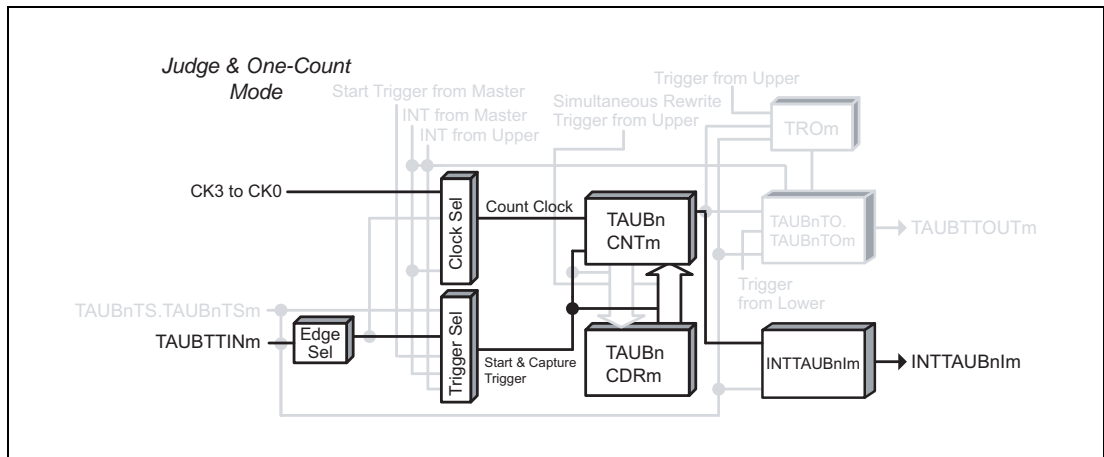 Judge & One-Count
Mode
Start Trigger from Master
INT from Master
INT from Upper
Simultaneous Rewrite
Trigger from Upper
Trigger from Upper
TROm
CK3 to CK0
Clock Sel
Count Clock
TAUBn
CNTm
TAUBnTO.
TAUBnTOm
TAUBTTOUTm
Trigger
from Lower
TAUBnTS.TAUBnTSm
TAUBTTINm
Edge
Sel
Trigger Sel
Start & Capture
Trigger
TAUBn
CDRm
INTTAUBnIm
INTTAUBnIm